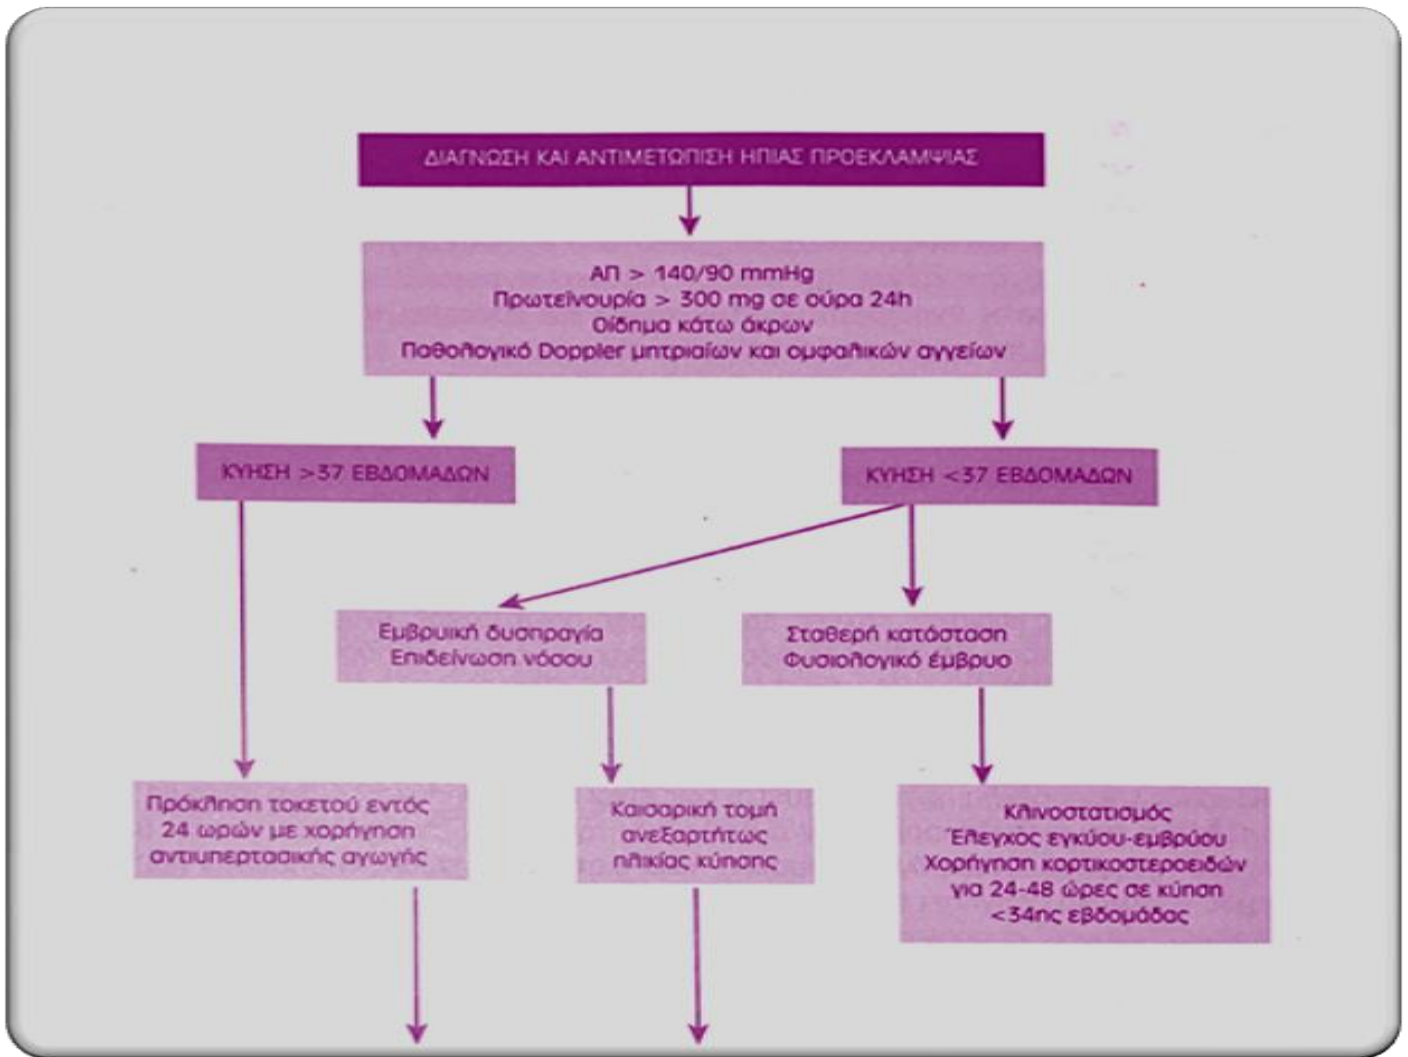 ΔΙΑΓΝΩΣΗ ΚΑΙ ΑΝΤΙΜΕΤΩΠΙΣΗ ΗΠΙΑΣ ΠΡΟΕΚΛΑΜΨΙΑΣ
ΑΠ > 140/90 mmHg
Πρωτεϊνουρία > 300 mg σε ούρα 24h
Οίδημα κάτω άκρων
Παθολογικό Doppler μητριαίων και ομφαλικών αγγείων
ΚΥΗΣΗ >37 ΕΒΔΟΜΑΔΩΝ
ΚΥΗΣΗ <37 ΕΒΔΟΜΑΔΩΝ
Εμβρυική δυσπραγία
Επιδείνωση νόσου
Σταθερή κατάσταση
Φυσιολογικό έμβρυο
Πρόκληση τοκετού εντός
24 ωρών με χορήγηση
αντιυπερτασικής αγωγής
Καισαρική τομή
ανεξαρτήτως
ηλικίας κύησης
Κλινοστατισμός
Έλεγχος εγκύου-εμβρύου
Χορήγηση κορτικοστεροειδών
για 24-48 ώρες σε κύηση
<34ης εβδομάδας